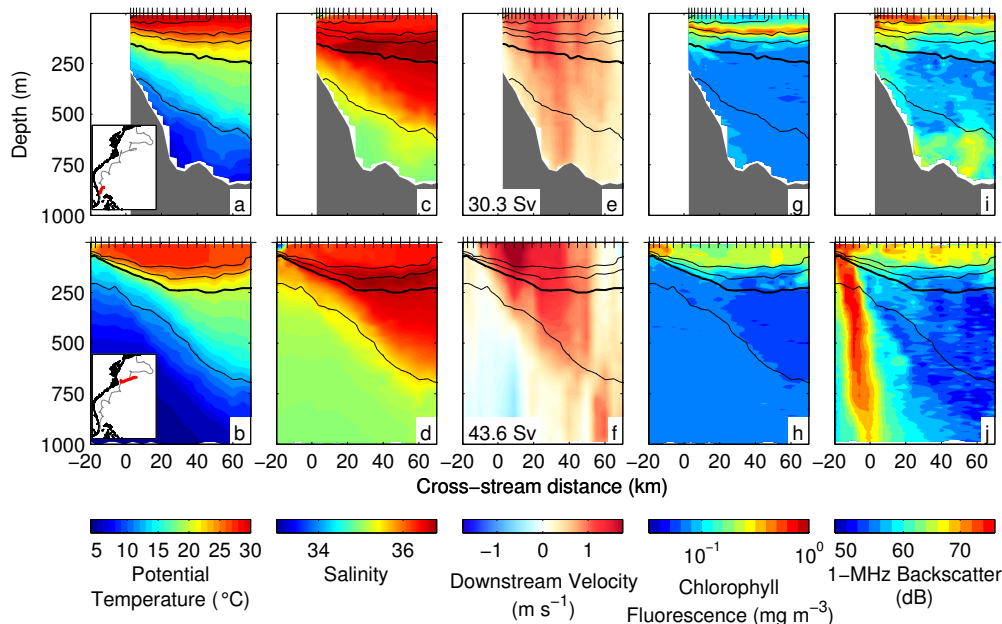 Depth (m)
250
500
750
1000
a
c
e
g
i
30.3 Sv
250
500
750
1000
b
d
f
h
j
43.6 Sv
−20 0 20 40 60
−20 0 20 40 60
−20 0 20 40 60
−20 0 20 40 60
−20 0 20 40 60
Cross−stream distance (km)
5 10 15 20 25 30
Potential
Temperature (°C)
34 36
Salinity
−1 0 1
Downstream Velocity
(m s⁻¹)
10⁻¹ 10⁰
Chlorophyll
Fluorescence (mg m⁻³)
50 60 70
1−MHz Backscatter
(dB)